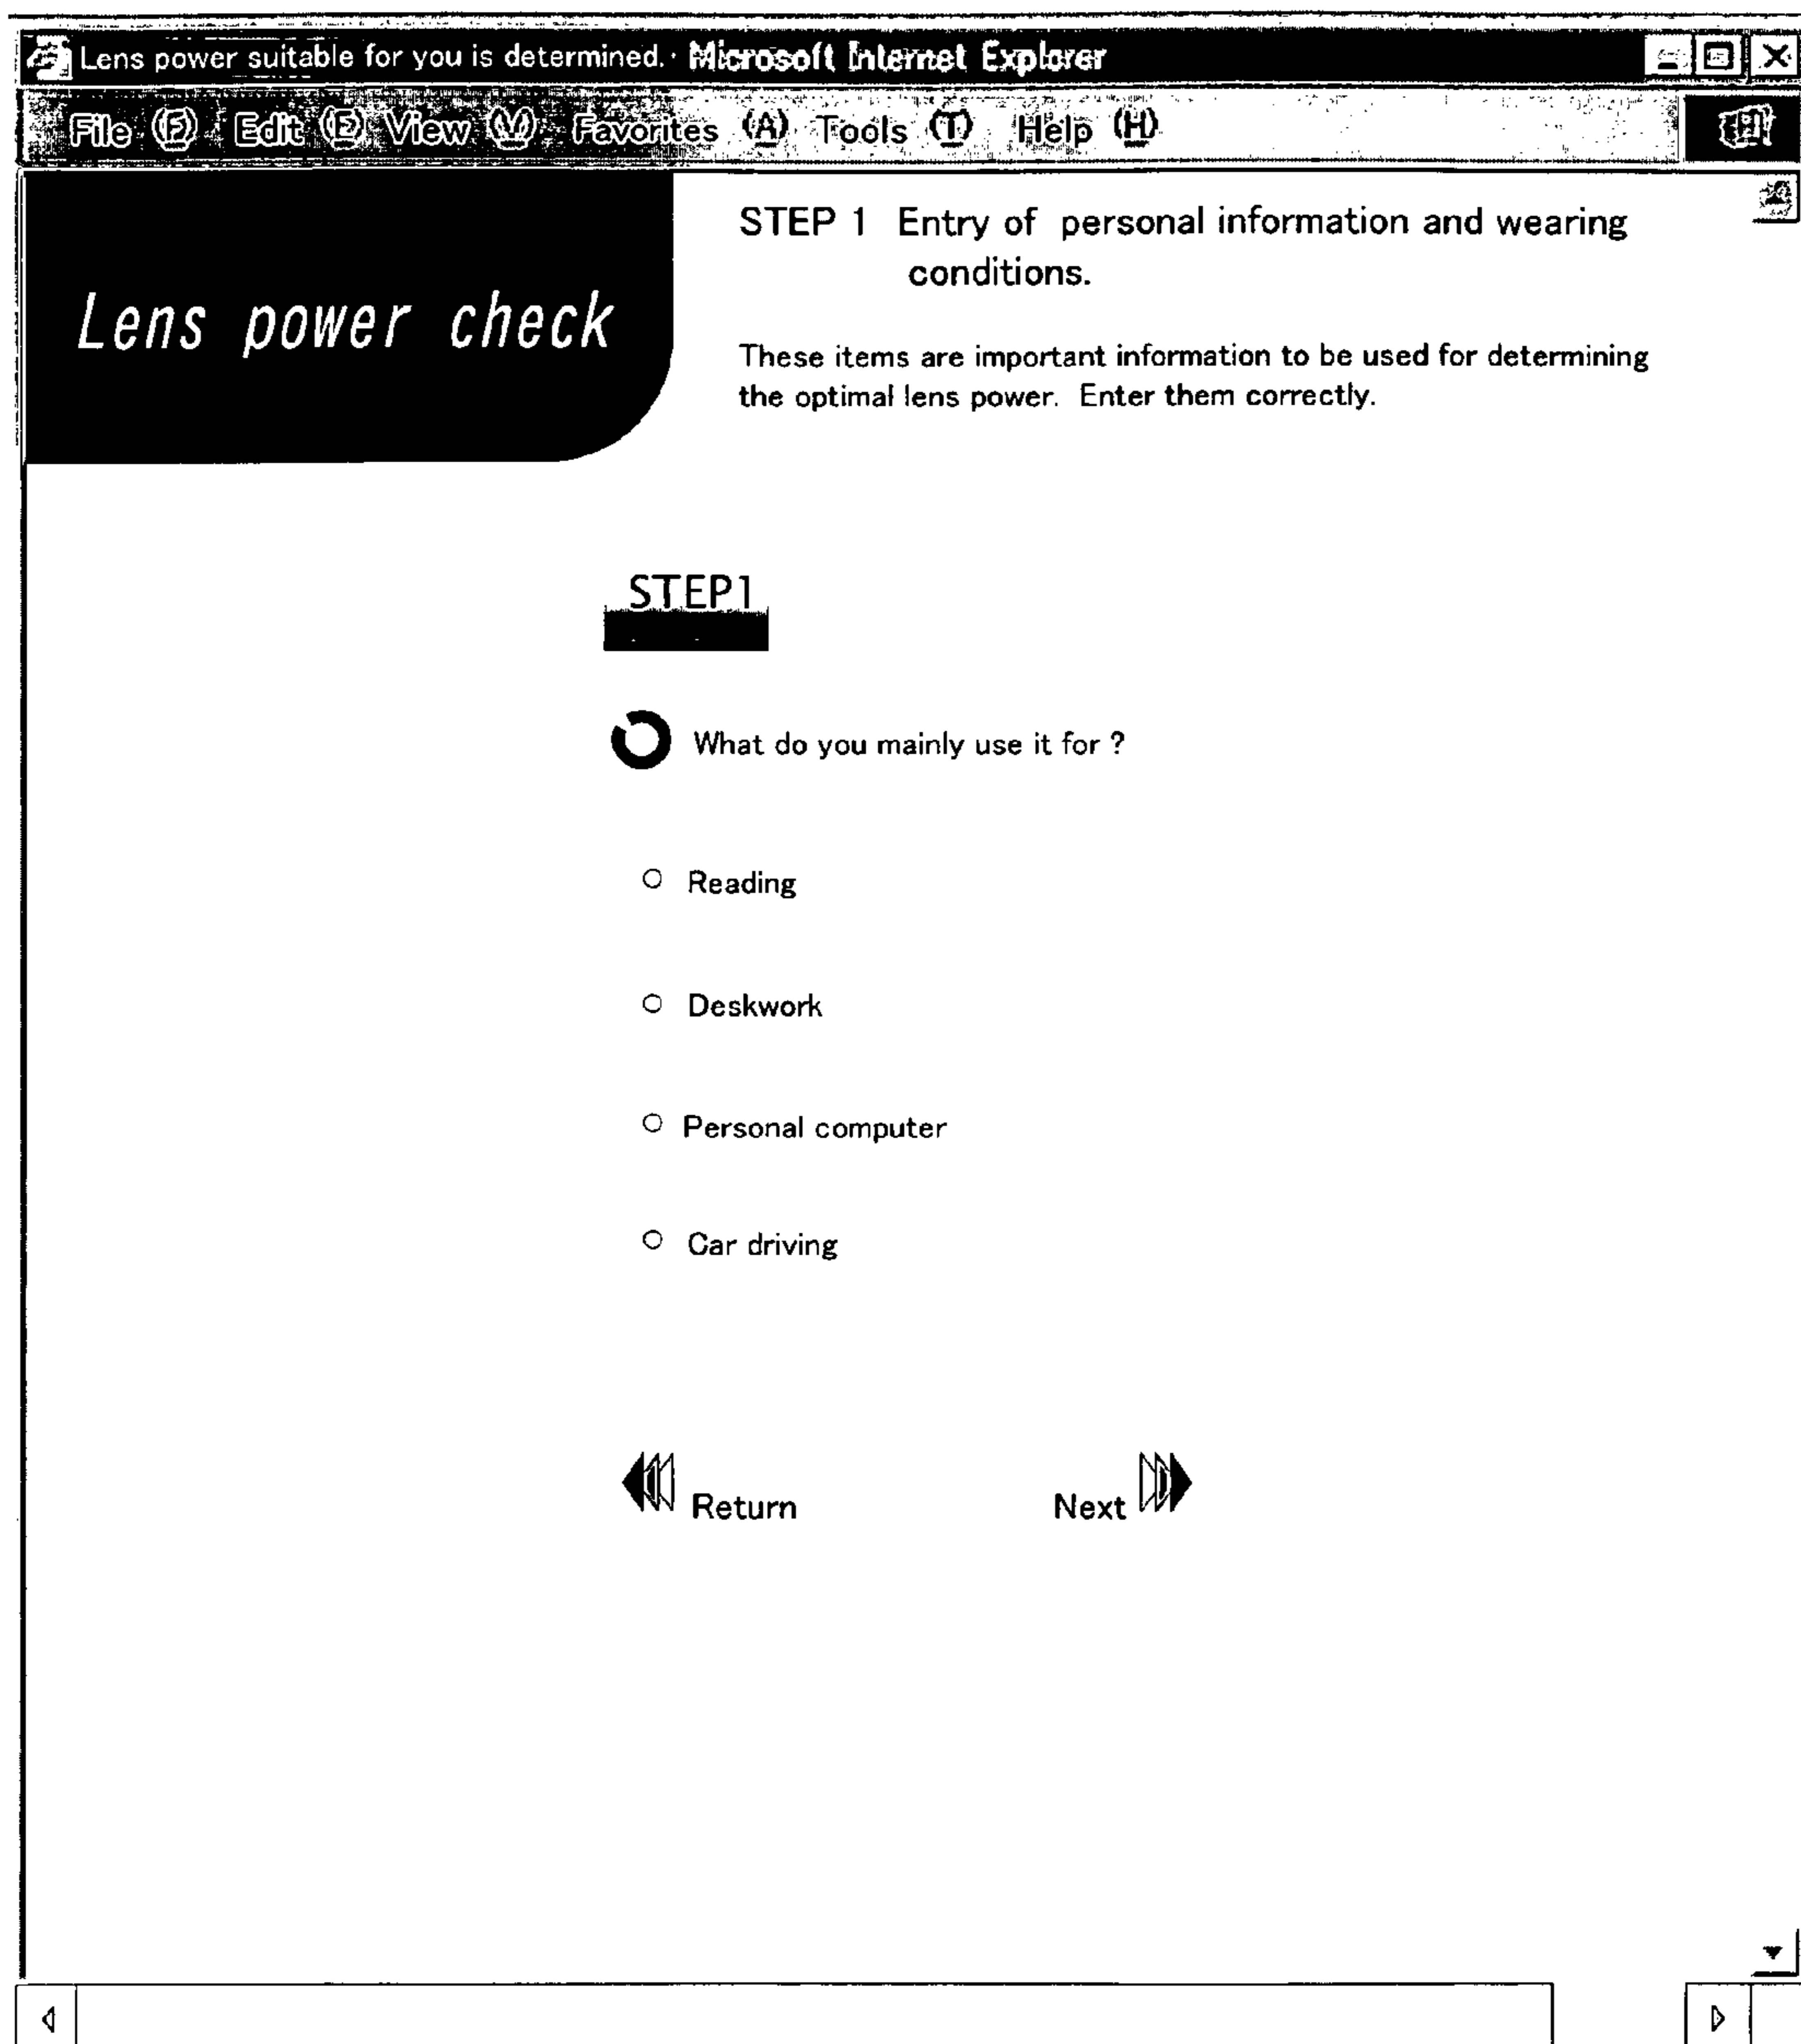 Lens power suitable for you is determined. · Microsoft Internet Explorer
File (F) Edit (E) View (V) Favorites (A) Tools (T) Help (H)
Lens power check
STEP 1 Entry of personal information and wearing
conditions.
These items are important information to be used for determining
the optimal lens power. Enter them correctly.
STEP1
What do you mainly use it for ?
Reading
Deskwork
Personal computer
Car driving
Return Next